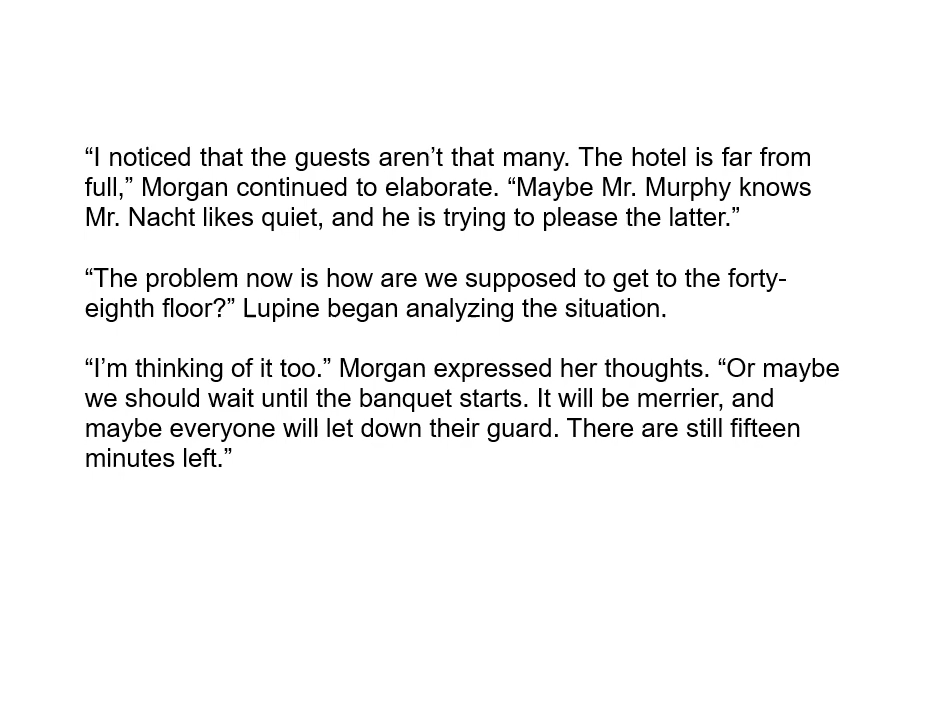 “I noticed that the guests aren’t that many. The hotel is far from
full,” Morgan continued to elaborate. “Maybe Mr. Murphy knows
Mr. Nacht likes quiet, and he is trying to please the latter.”
“The problem now is how are we supposed to get to the forty-
eighth floor?” Lupine began analyzing the situation.
“I’m thinking of it too.” Morgan expressed her thoughts. “Or maybe
we should wait until the banquet starts. It will be merrier, and
maybe everyone will let down their guard. There are still fifteen
minutes left.”